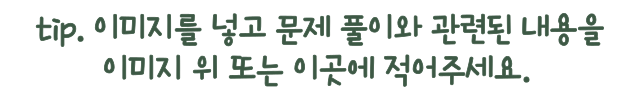 tip. 이미지를 넣고 문제 풀이와 관련된 내용을
이미지 위 또는 이곳에 적어주세요.